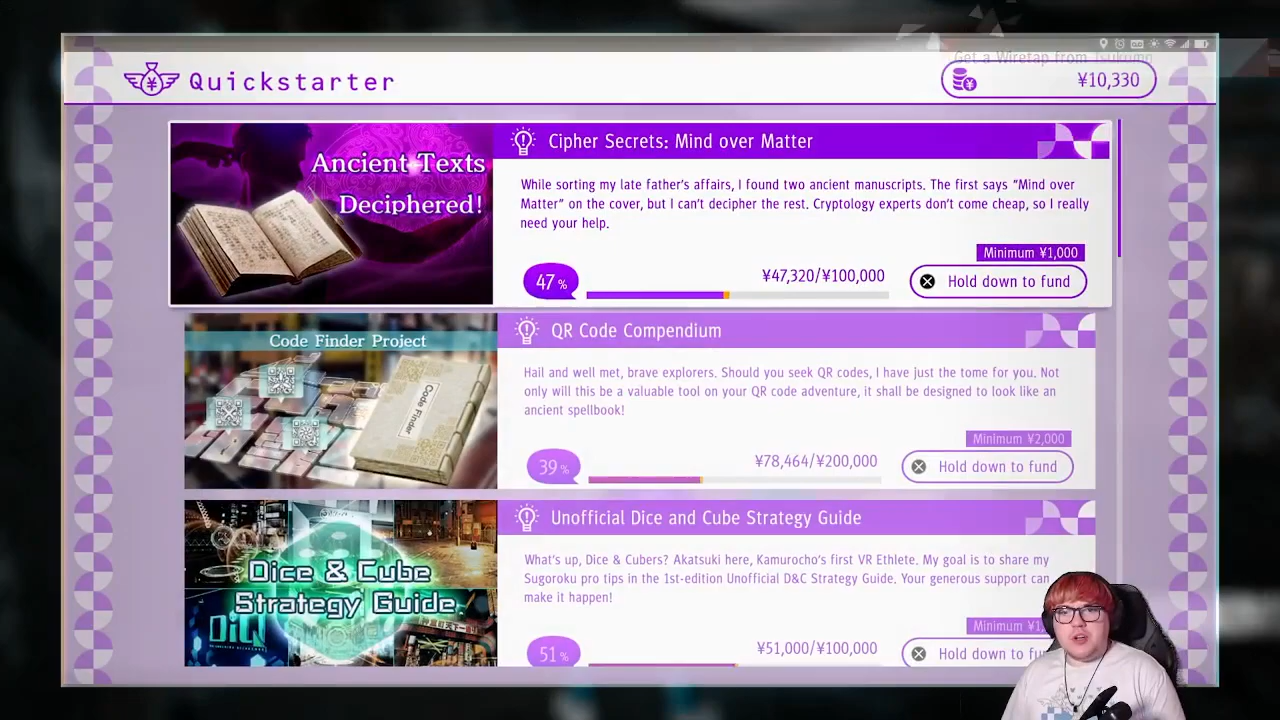 Get a Wiretap from Tsukumo
Quickstarter
¥10,330
Ancient Texts
Deciphered!
Cipher Secrets: Mind over Matter
While sorting my late father's affairs, I found two ancient manuscripts. The first says "Mind over
Matter" on the cover, but I can't decipher the rest. Cryptology experts don't come cheap, so I really
need your help.
Minimum ¥1,000
47%
¥47,320/¥100,000
Hold down to fund
Code Finder Project
Code Finder
QR Code Compendium
Hail and well met, brave explorers. Should you seek QR codes, I have just the tome for you. Not
only will this be a valuable tool on your QR code adventure, it shall be designed to look like an
ancient spellbook!
Minimum ¥2,000
39%
¥78,464/¥200,000
Hold down to fund
Dice & Cube
Strategy Guide
Unofficial Dice and Cube Strategy Guide
What's up, Dice & Cubers? Akatsuki here, Kamurocho's first VR Ethlete. My goal is to share my
Sugoroku pro tips in the 1st-edition Unofficial D&C Strategy Guide. Your generous support can
make it happen!
Minimum
51%
¥51,000/¥100,000
Hold down to